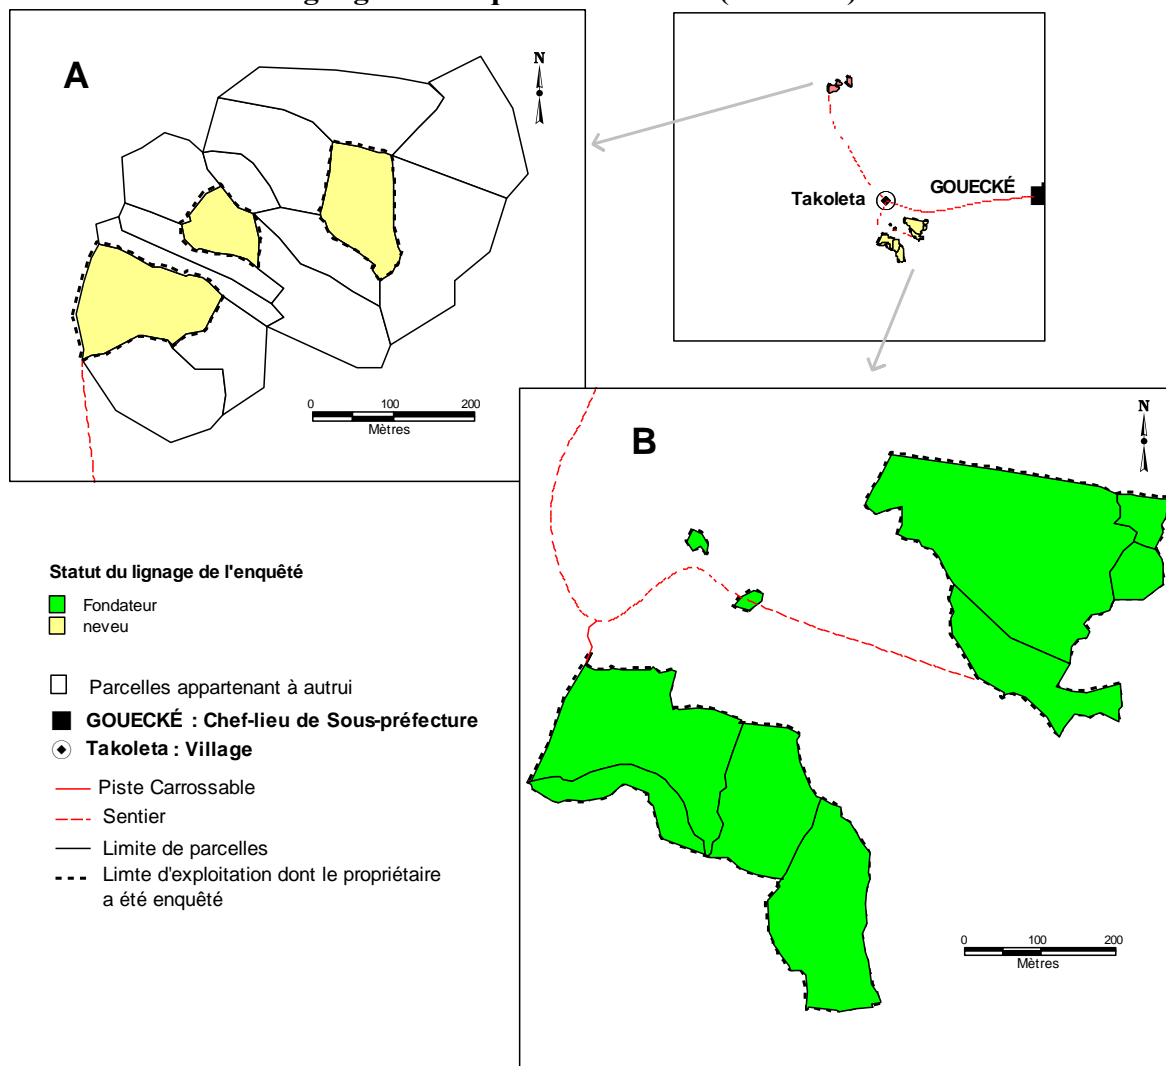 A
N
Takoleta
GOUECKÉ
0 100 200
Mètres
B
N
Statut du lignage de l'enquêté
Fondateur
neveu
Parcelles appartenant à autrui
GOUECKÉ : Chef-lieu de Sous-préfecture
Takoleta : Village
Piste Carrossable
Sentier
Limite de parcelles
Limte d'exploitation dont le propriétaire
a été enquêté
0 100 200
Mètres